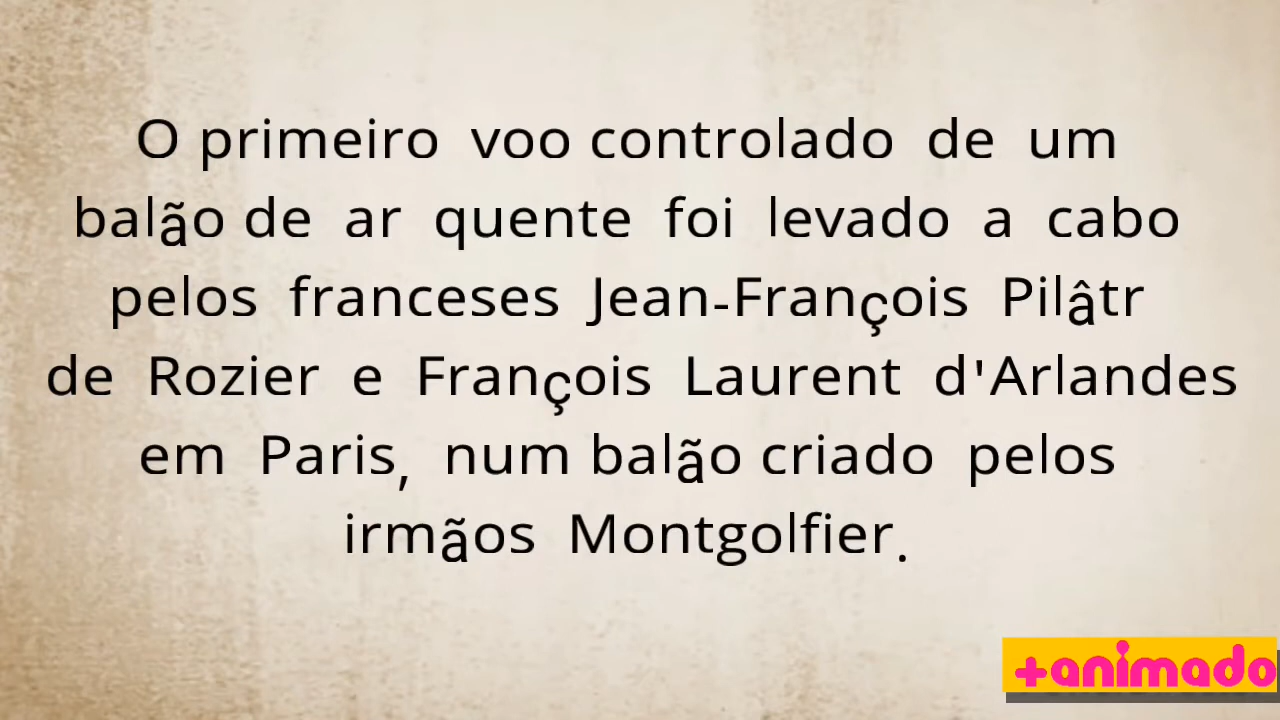 O primeiro voo controlado de um
balão de ar quente foi levado a cabo
pelos franceses Jean-François Pilâtr
de Rozier e François Laurent d'Arlandes
em Paris, num balão criado pelos
irmãos Montgolfier.
+animado